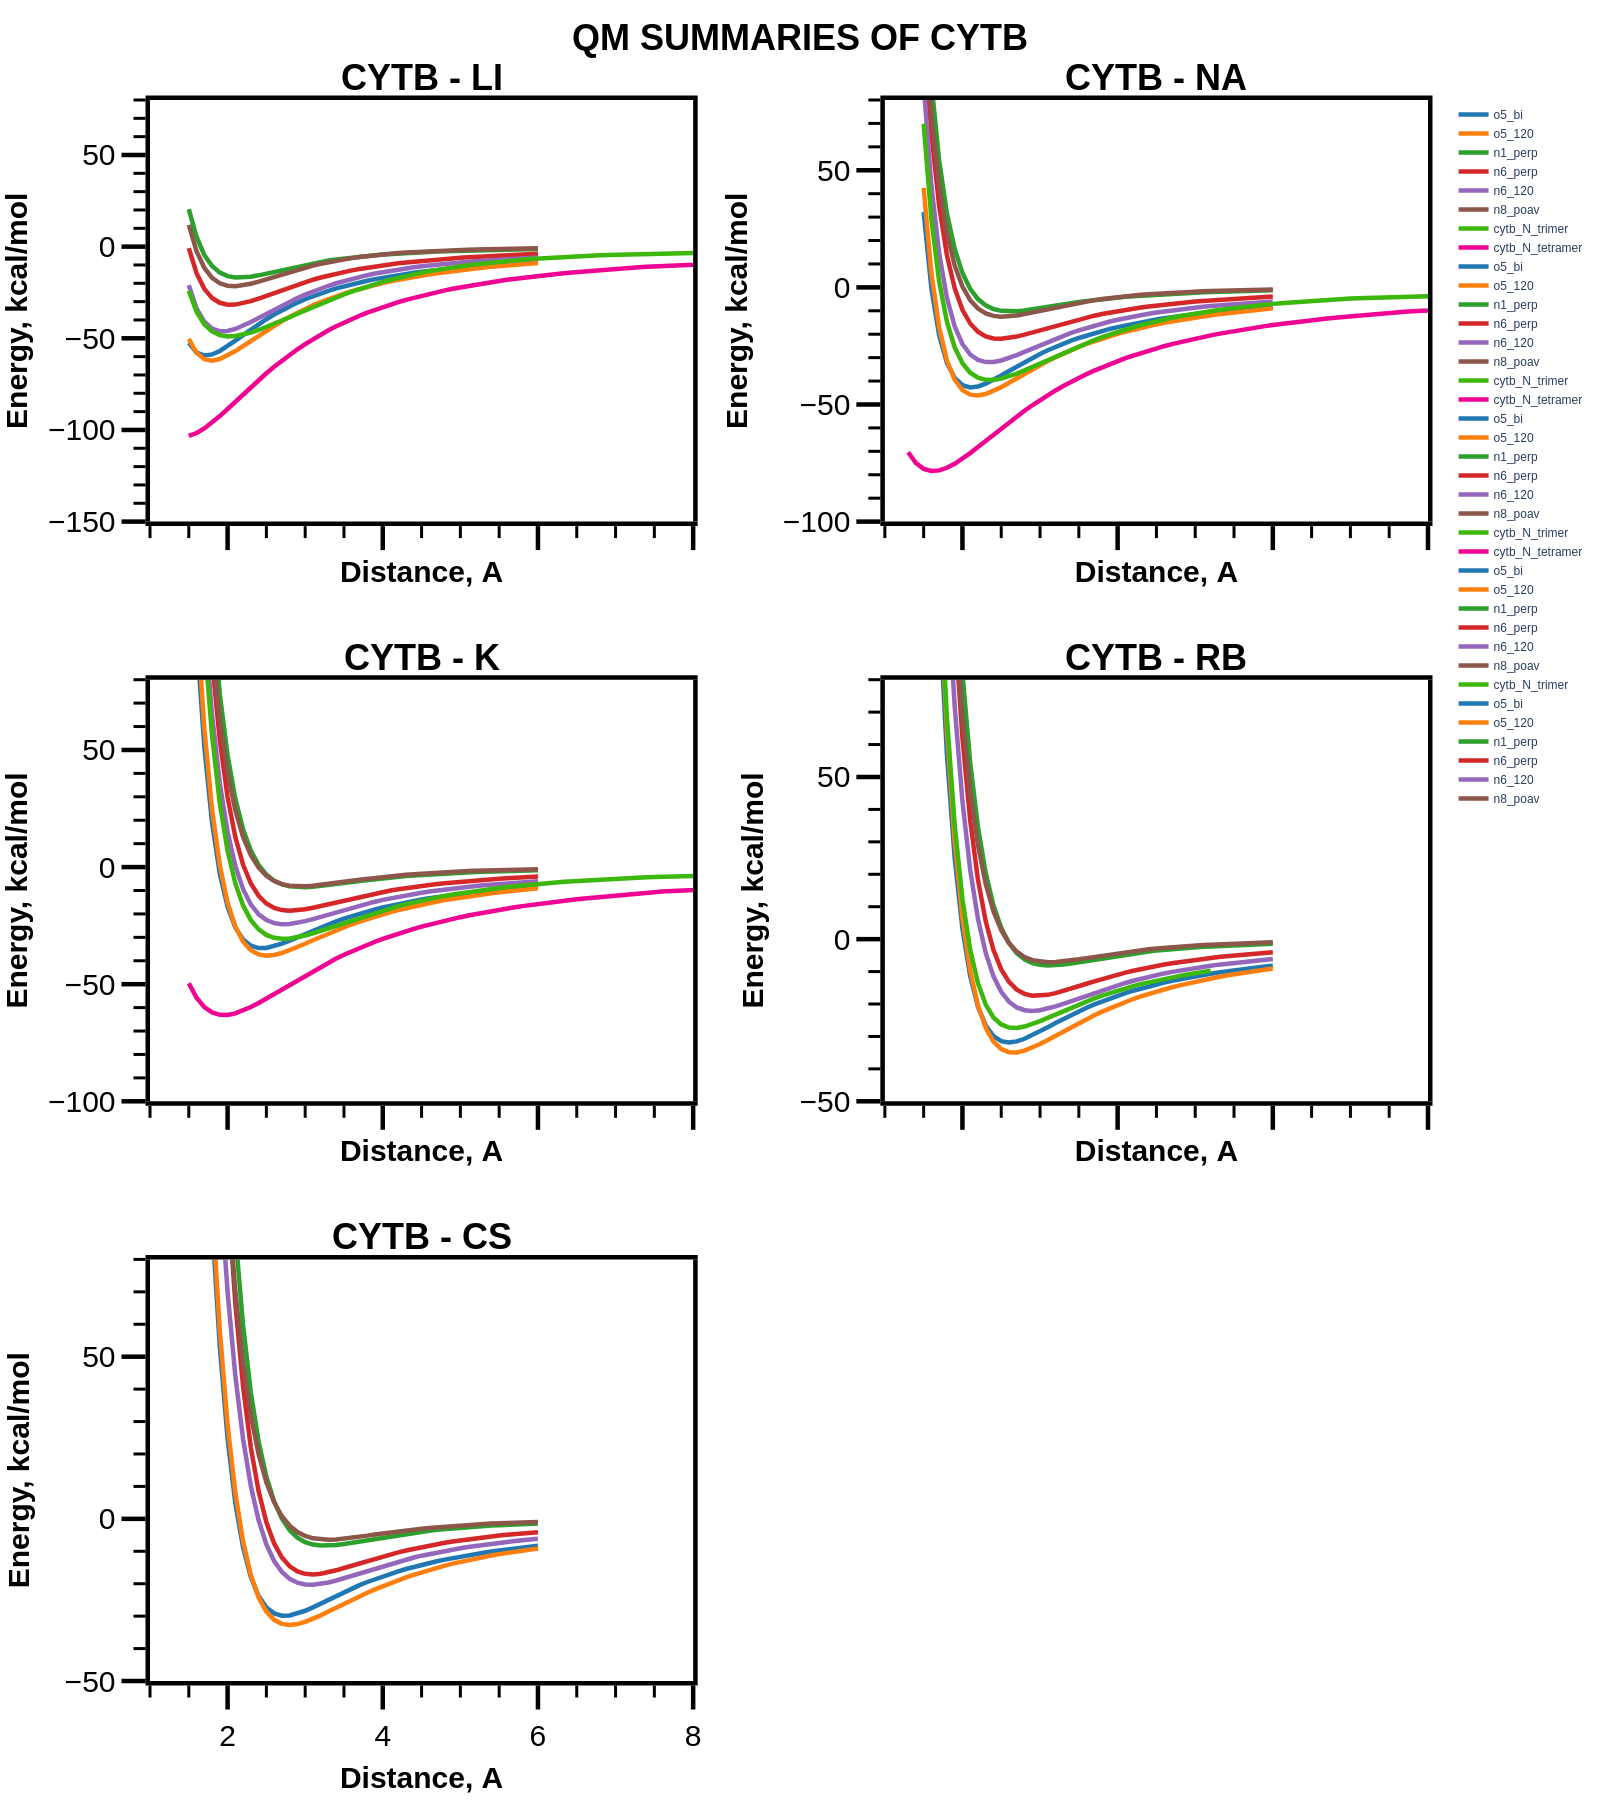 QM SUMMARIES OF CYTB
CYTB - LI
Energy, kcal/mol
50
0
−50
−100
−150
Distance, A
CYTB - NA
Energy, kcal/mol
50
0
−50
−100
Distance, A
o5_bi
o5_120
n1_perp
n6_perp
n6_120
n8_poav
cytb_N_trimer
cytb_N_tetramer
o5_bi
o5_120
n1_perp
n6_perp
n6_120
n8_poav
cytb_N_trimer
cytb_N_tetramer
o5_bi
o5_120
n1_perp
n6_perp
n6_120
n8_poav
cytb_N_trimer
cytb_N_tetramer
o5_bi
o5_120
n1_perp
n6_perp
n6_120
n8_poav
cytb_N_trimer
o5_bi
o5_120
n1_perp
n6_perp
n6_120
n8_poav
CYTB - K
Energy, kcal/mol
50
0
−50
−100
Distance, A
CYTB - RB
Energy, kcal/mol
50
0
−50
Distance, A
CYTB - CS
Energy, kcal/mol
50
0
−50
2 4 6 8
Distance, A